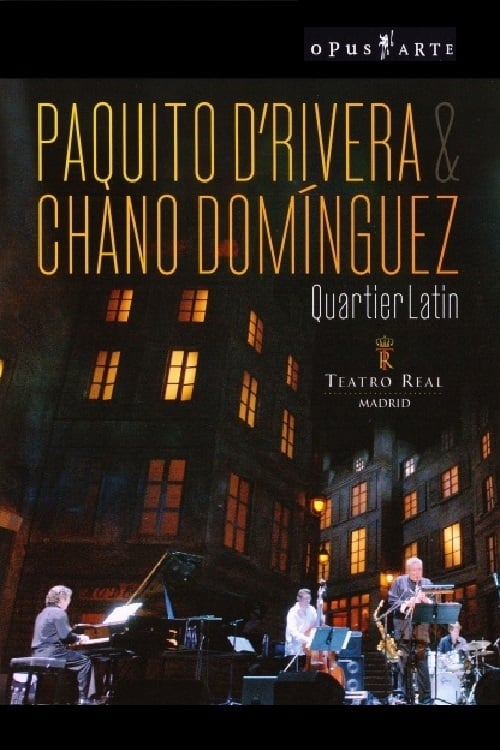 OPUS ARTE
PAQUITO D'RIVERA &
CHANO DOMÍNGUEZ
Quartier Latin
R
TEATRO REAL
MADRID